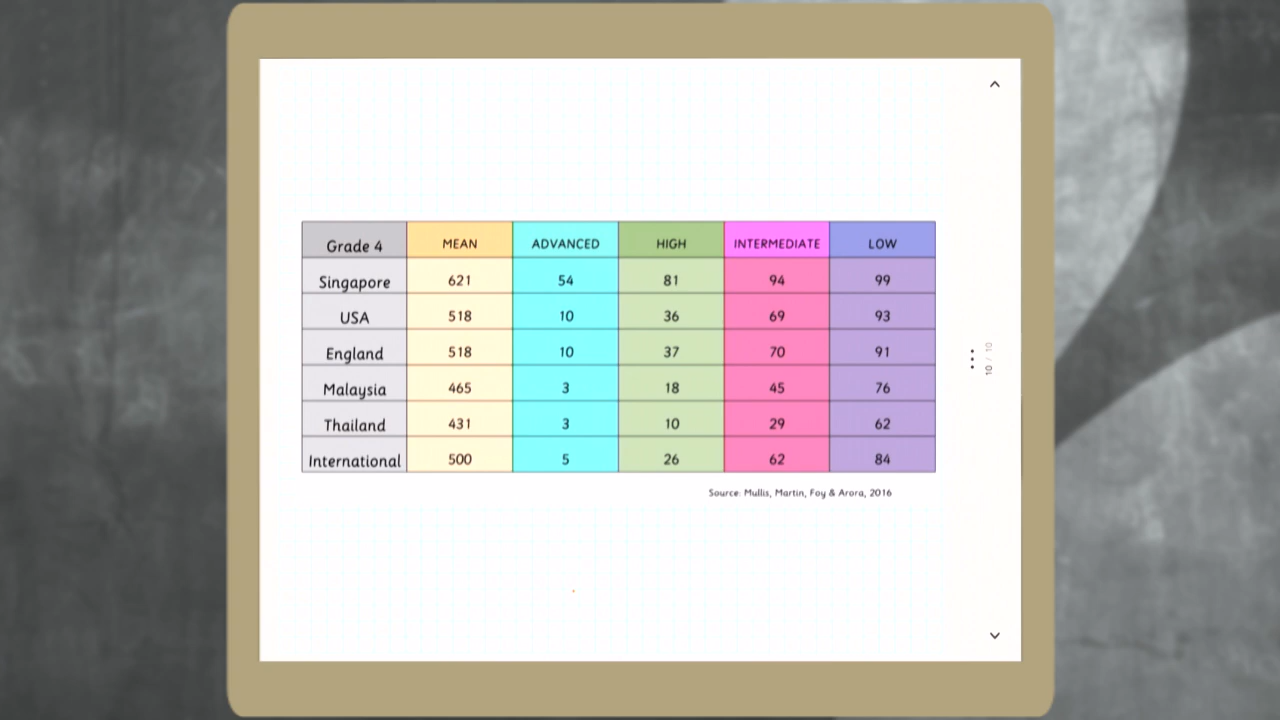 Grade 4 MEAN ADVANCED HIGH INTERMEDIATE LOW
Singapore 621 54 81 94 99
USA 518 10 36 69 93
England 518 10 37 70 91
Malaysia 465 3 18 45 76
Thailand 431 3 10 29 62
International 500 5 26 62 84
Source: Mullis, Martin, Foy & Arora, 2016
10 / 10